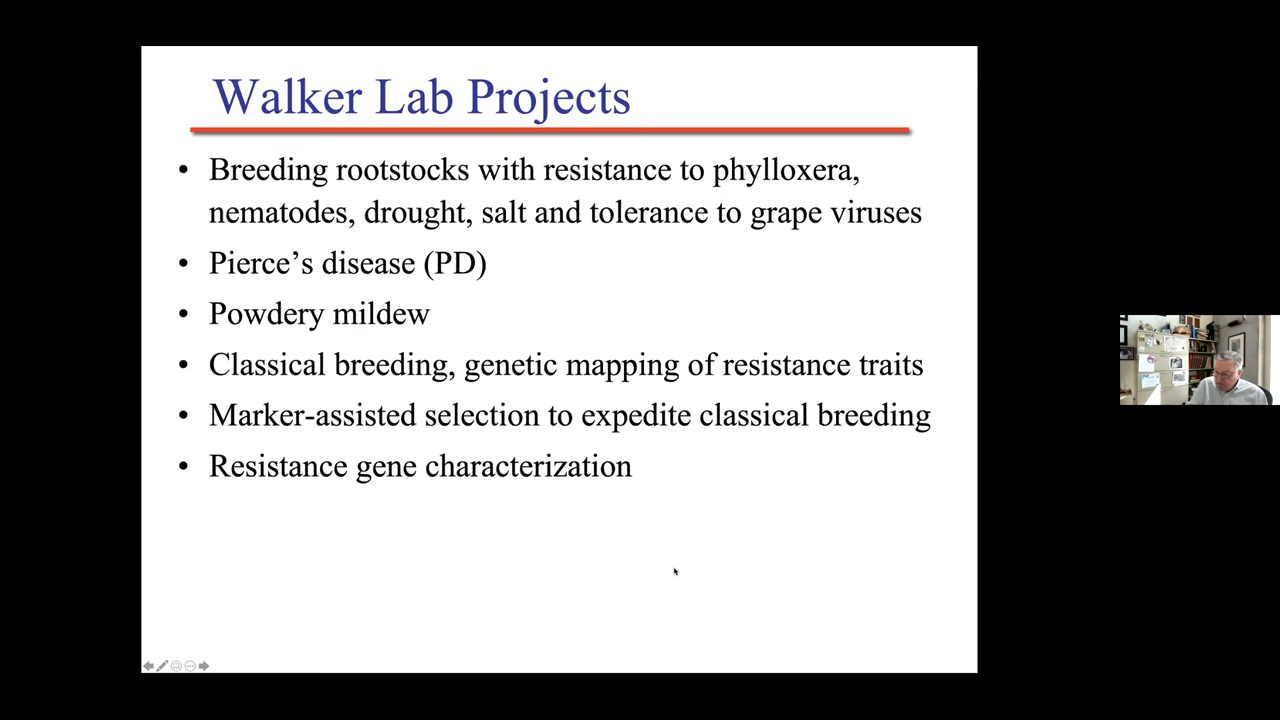 Walker Lab Projects
• Breeding rootstocks with resistance to phylloxera,
nematodes, drought, salt and tolerance to grape viruses
• Pierce’s disease (PD)
• Powdery mildew
• Classical breeding, genetic mapping of resistance traits
• Marker-assisted selection to expedite classical breeding
• Resistance gene characterization